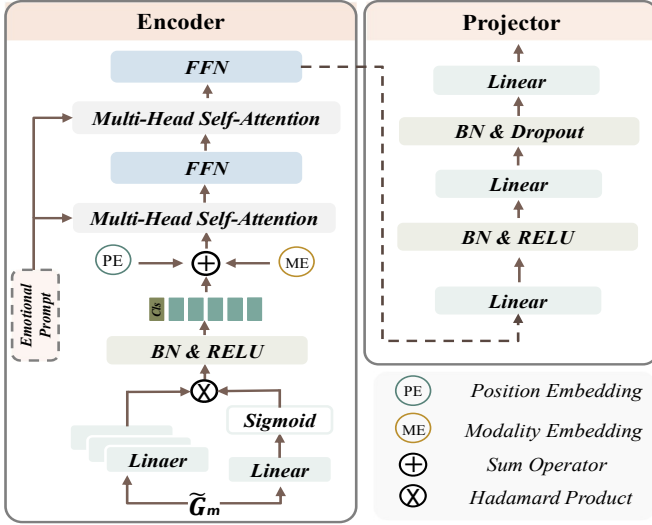 Encoder
FFN
Multi-Head Self-Attention
FFN
Multi-Head Self-Attention
PE
ME
Cls
Emotional
Prompt
BN & RELU
Sigmoid
Linaer
Linear
G̃m
Projector
Linear
BN & Dropout
Linear
BN & RELU
Linear
PE Position Embedding
ME Modality Embedding
Sum Operator
Hadamard Product